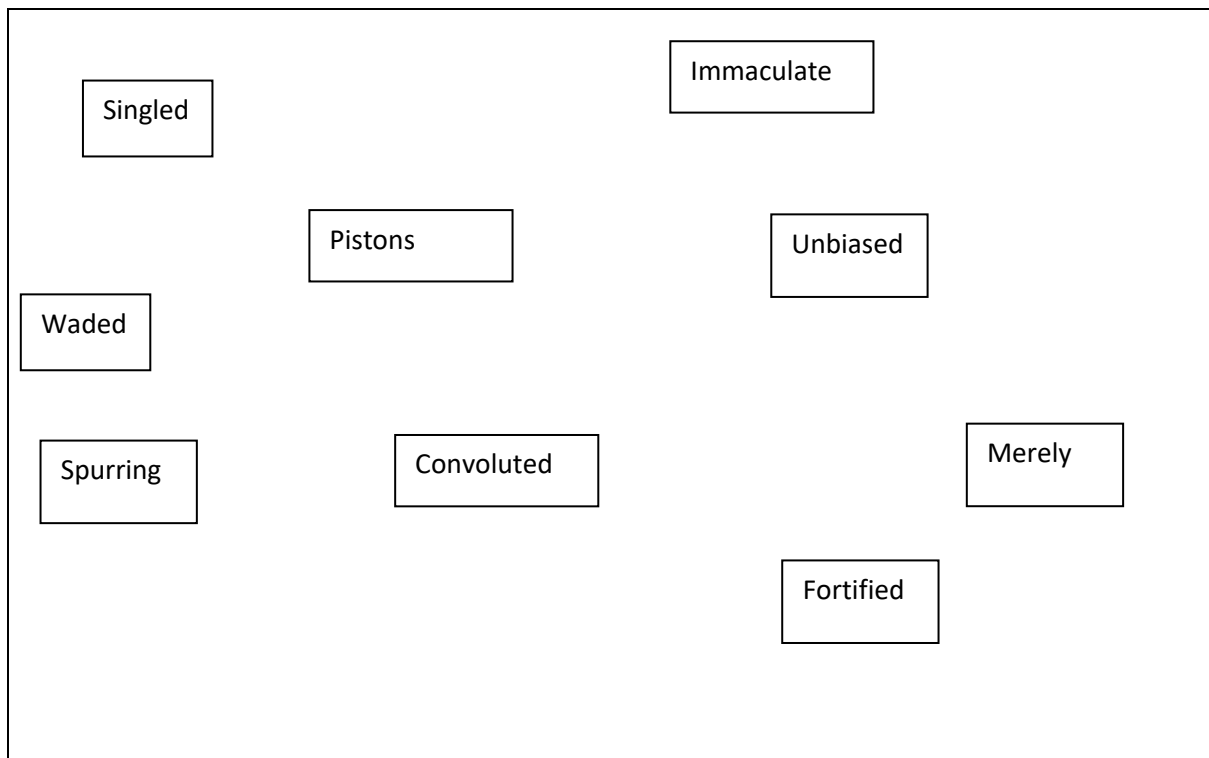 Immaculate
Singled
Pistons
Unbiased
Waded
Merely
Convoluted
Spurring
Fortified